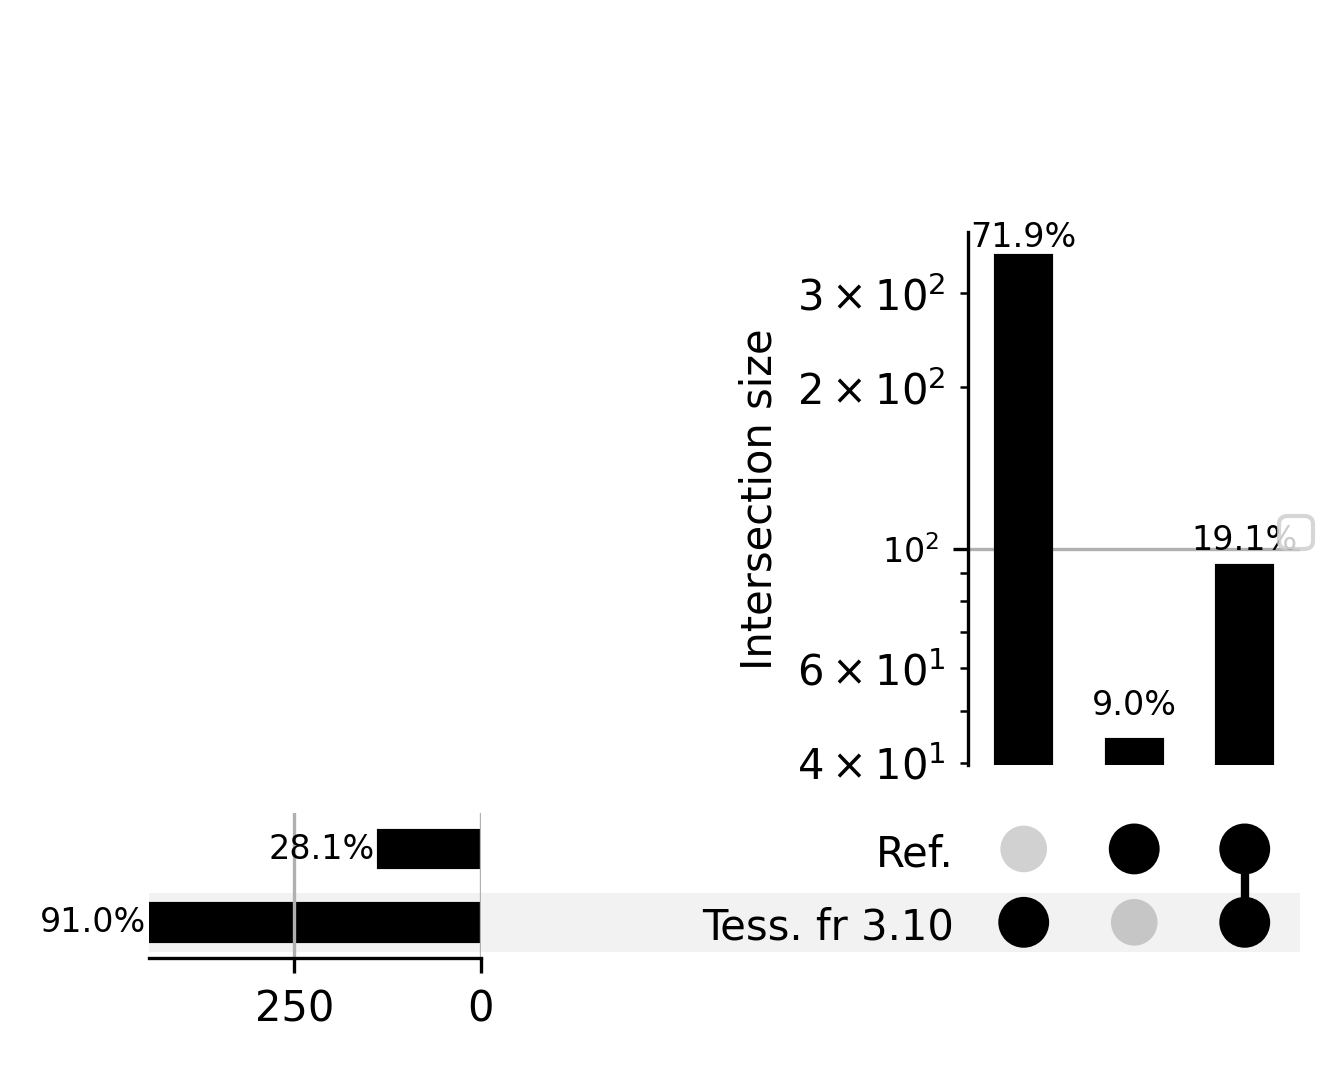 71.9%
3 × 10²
2 × 10²
Intersection size
10²
19.1%
6 × 10¹
9.0%
4 × 10¹
28.1%
Ref.
91.0%
Tess. fr 3.10
250 0